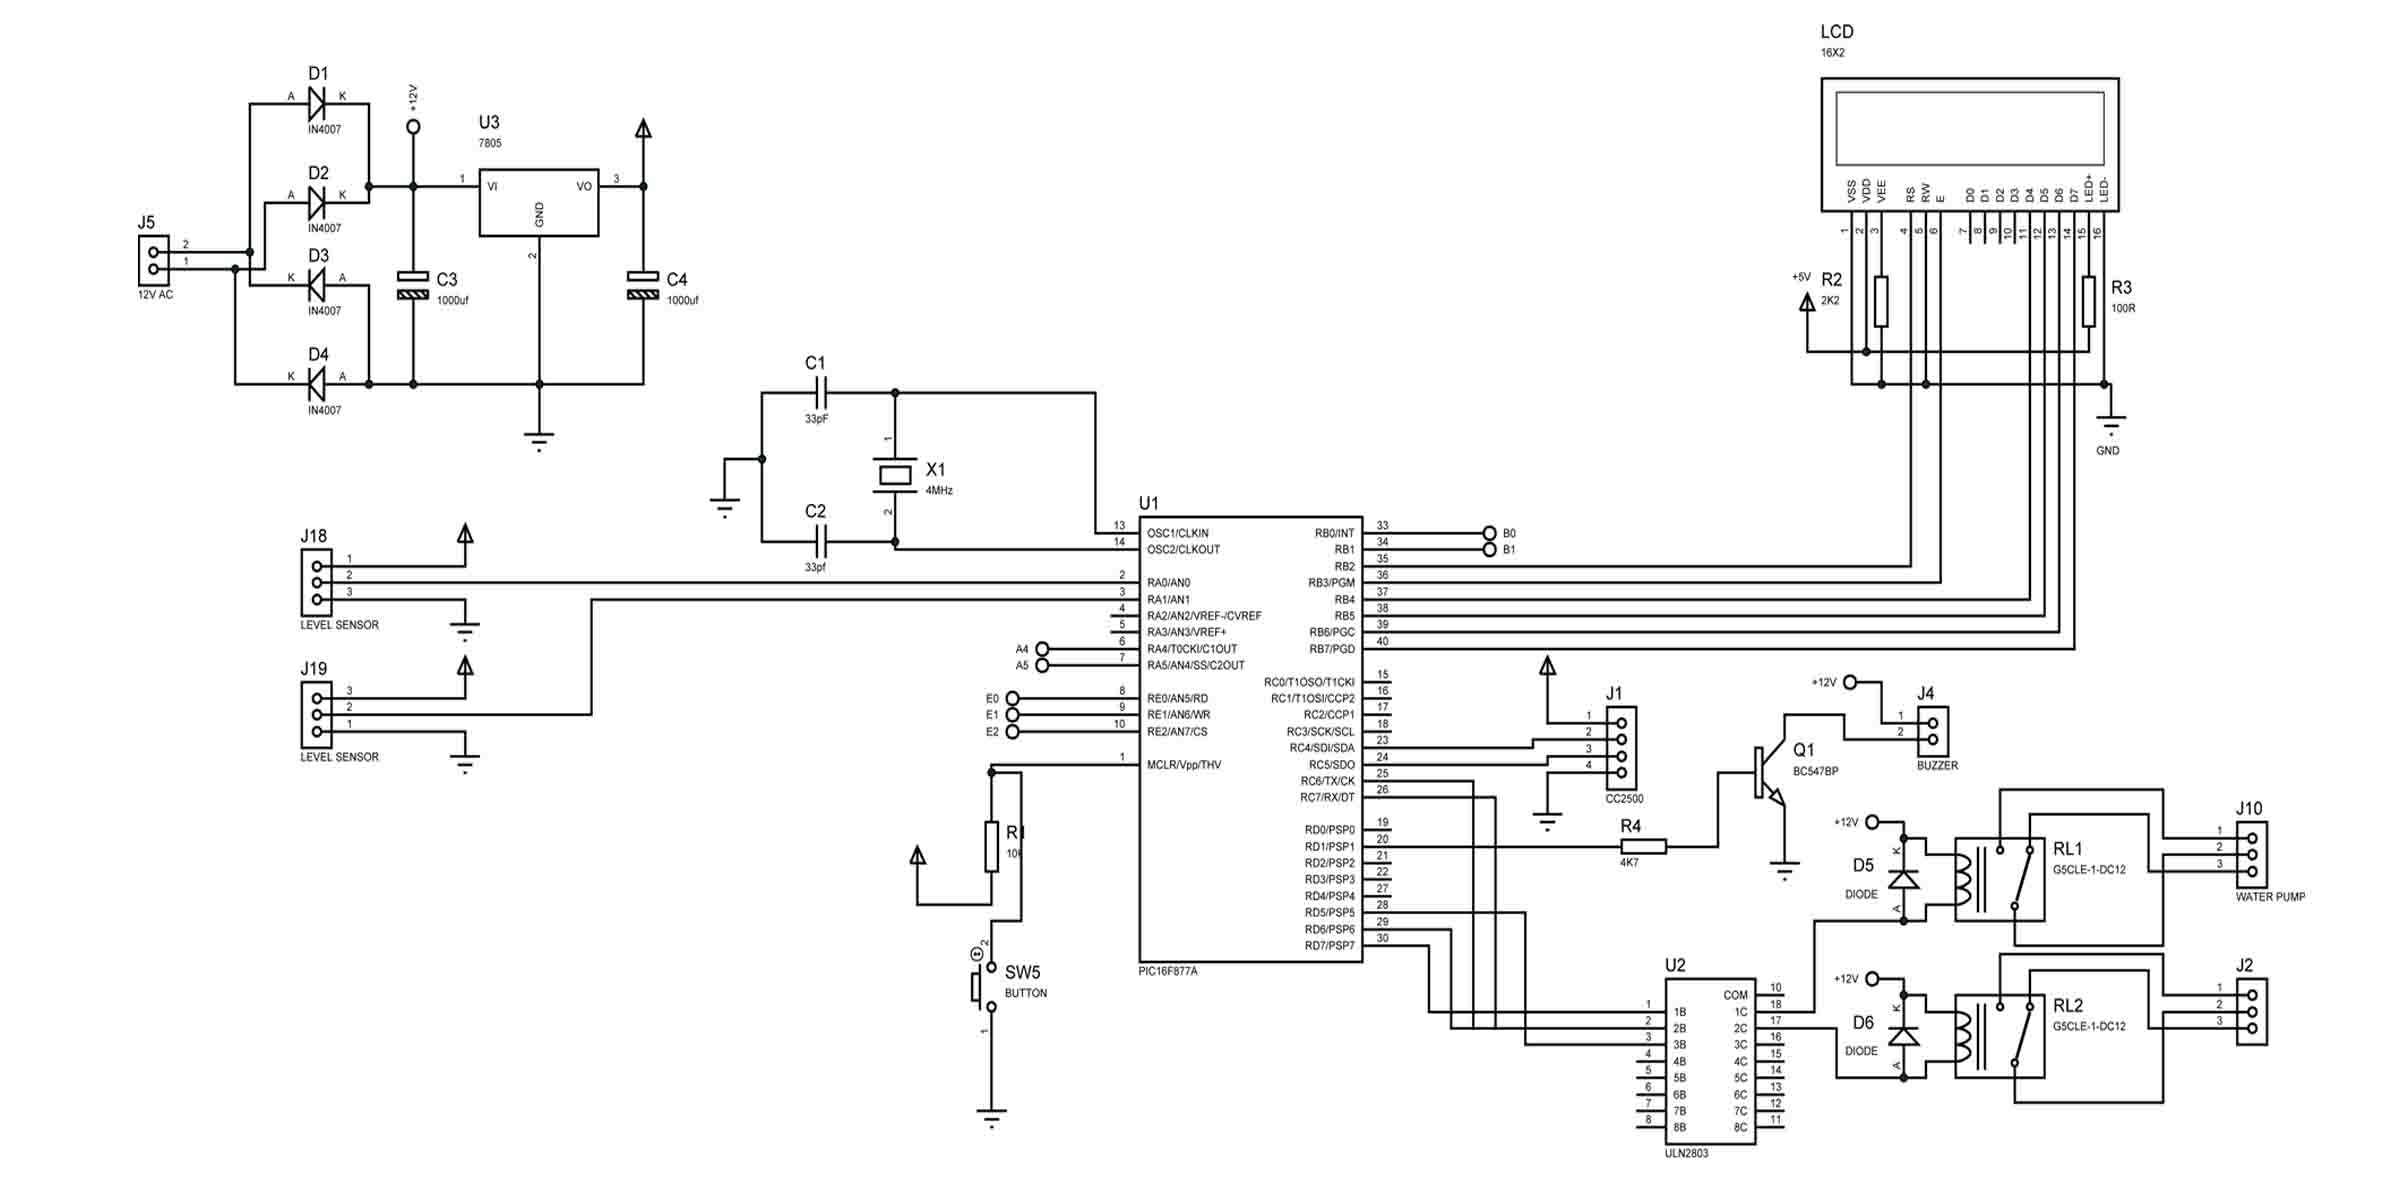 LCD
16X2
VSS
VDD
VEE
RS
RW
E
D0
D1
D2
D3
D4
D5
D6
D7
LED+
LED-
1
2
3
4
5
6
7
8
9
10
11
12
13
14
15
16
+5V
R2
2K2
R3
100R
GND
D1
A
K
IN4007
D2
A
K
IN4007
D3
K
A
IN4007
D4
K
A
IN4007
J5
2
1
12V AC
+12V
U3
7805
1
Vi
VO
3
GND
2
C3
1000uf
C4
1000uf
C1
33pF
1
X1
4MHz
2
C2
33pf
J18
1
2
3
LEVEL SENSOR
J19
3
2
1
LEVEL SENSOR
U1
13 OSC1/CLKIN
14 OSC2/CLKOUT
2 RA0/AN0
3 RA1/AN1
4 RA2/AN2/VREF-/CVREF
5 RA3/AN3/VREF+
A4 6 RA4/T0CKI/C1OUT
A5 7 RA5/AN4/SS/C2OUT
E0 8 RE0/AN5/RD
E1 9 RE1/AN6/WR
E2 10 RE2/AN7/CS
1 MCLR/Vpp/THV
RB0/INT 33 B0
RB1 34 B1
RB2 35
RB3/PGM 36
RB4 37
RB5 38
RB6/PGC 39
RB7/PGD 40
RC0/T1OSO/T1CKI 15
RC1/T1OSI/CCP2 16
RC2/CCP1 17
RC3/SCK/SCL 18
RC4/SDI/SDA 23
RC5/SDO 24
RC6/TX/CK 25
RC7/RX/DT 26
RD0/PSP0 19
RD1/PSP1 20
RD2/PSP2 21
RD3/PSP3 22
RD4/PSP4 27
RD5/PSP5 28
RD6/PSP6 29
RD7/PSP7 30
PIC16F877A
2
SW5
BUTTON
1
J1
1
2
3
4
CC2500
R4
4K7
Q1
BC547BP
+12V
J4
1
2
BUZZER
+12V
K
D5
DIODE
A
RL1
G5CLE-1-DC12
J10
1
2
3
WATER PUMP
+12V
K
D6
DIODE
A
RL2
G5CLE-1-DC12
J2
1
2
3
U2
COM 10
1 1B 1C 18
2 2B 2C 17
3 3B 3C 16
4 4B 4C 15
5 5B 5C 14
6 6B 6C 13
7 7B 7C 12
8 8B 8C 11
ULN2803